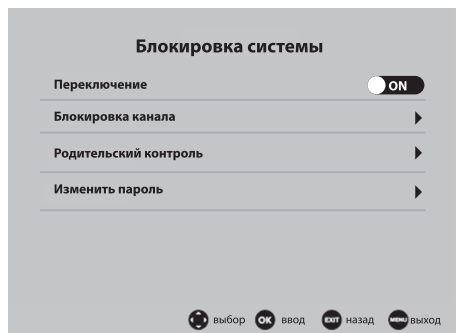 Блокировка системы
Переключение ON
Блокировка канала
Родительский контроль
Изменить пароль
выбор OK ввод EXIT назад MENU выход